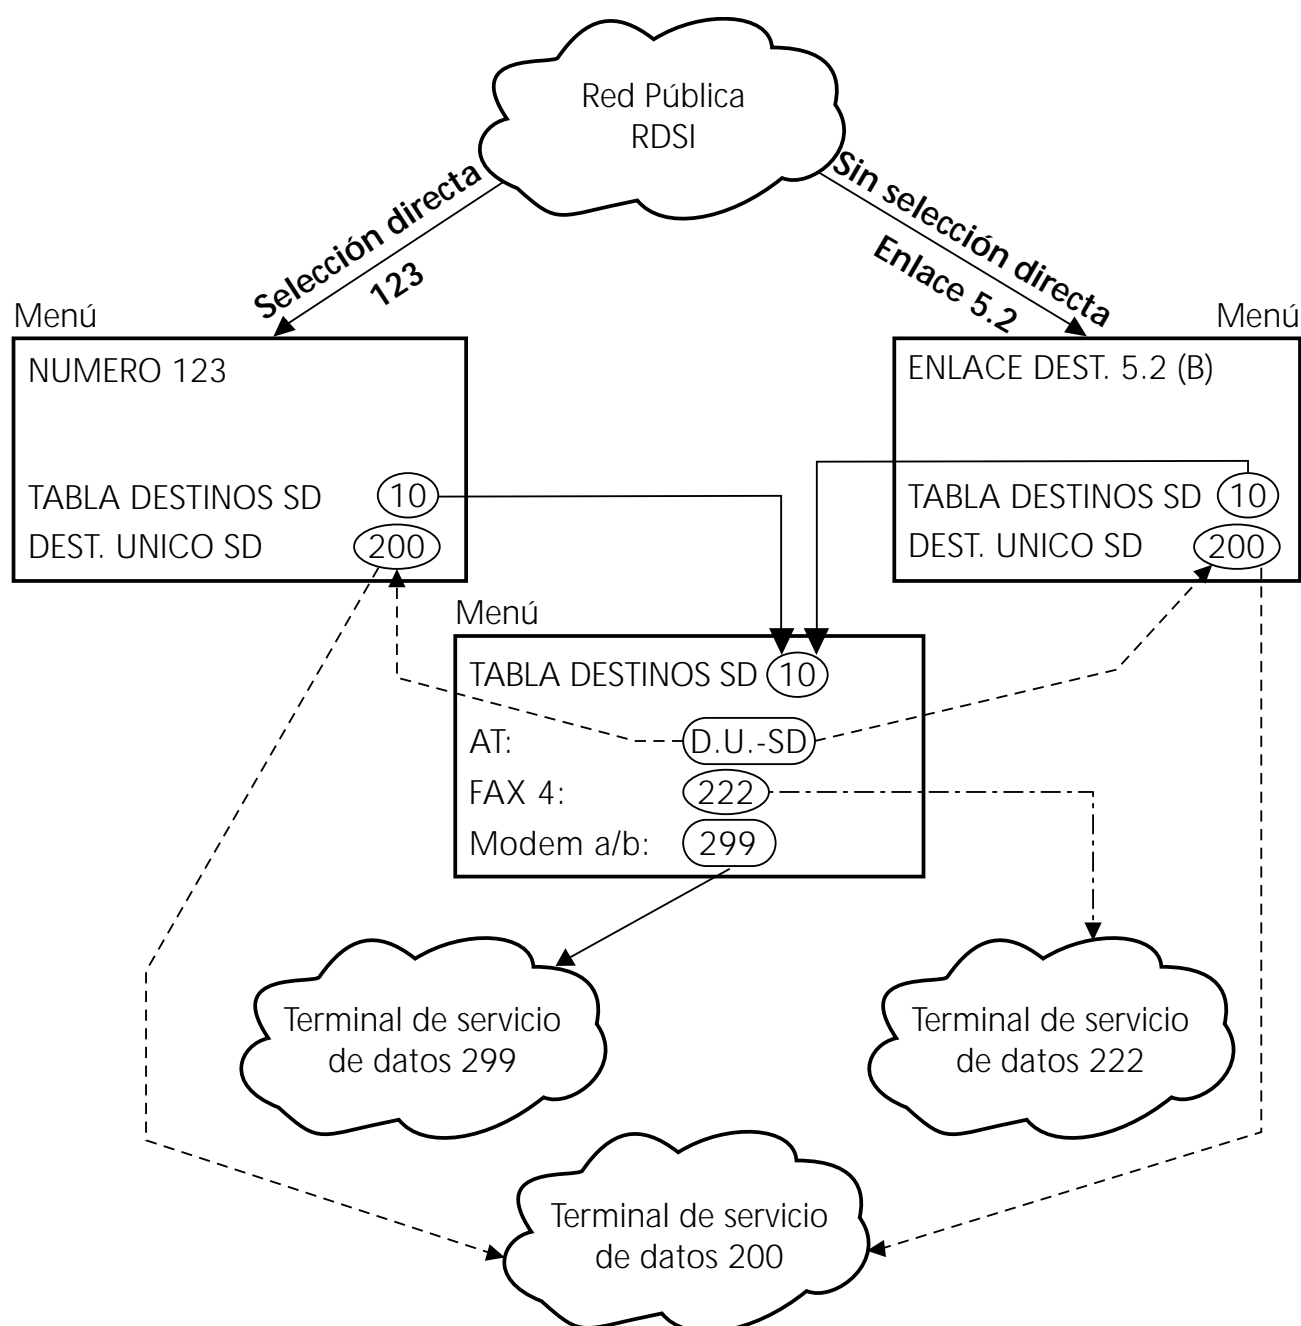 Red Pública
RDSI
Selección directa
123
Sin selección directa
Enlace 5.2
Menú
NUMERO 123
TABLA DESTINOS SD 10
DEST. UNICO SD 200
Menú
ENLACE DEST. 5.2 (B)
TABLA DESTINOS SD 10
DEST. UNICO SD 200
Menú
TABLA DESTINOS SD 10
AT: D.U.-SD
FAX 4: 222
Modem a/b: 299
Terminal de servicio
de datos 299
Terminal de servicio
de datos 222
Terminal de servicio
de datos 200